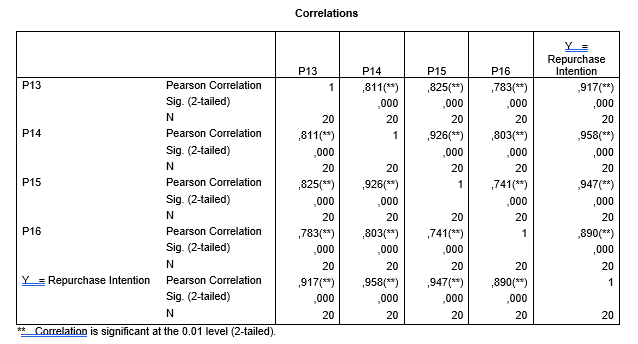 Correlations
P13 P14 P15 P16 Y = Repurchase Intention
P13 Pearson Correlation 1 ,811(**) ,825(**) ,783(**) ,917(**)
Sig. (2-tailed) ,000 ,000 ,000 ,000
N 20 20 20 20 20
P14 Pearson Correlation ,811(**) 1 ,926(**) ,803(**) ,958(**)
Sig. (2-tailed) ,000 ,000 ,000 ,000
N 20 20 20 20 20
P15 Pearson Correlation ,825(**) ,926(**) 1 ,741(**) ,947(**)
Sig. (2-tailed) ,000 ,000 ,000 ,000
N 20 20 20 20 20
P16 Pearson Correlation ,783(**) ,803(**) ,741(**) 1 ,890(**)
Sig. (2-tailed) ,000 ,000 ,000 ,000
N 20 20 20 20 20
Y = Repurchase Intention Pearson Correlation ,917(**) ,958(**) ,947(**) ,890(**) 1
Sig. (2-tailed) ,000 ,000 ,000 ,000
N 20 20 20 20 20
** Correlation is significant at the 0.01 level (2-tailed).